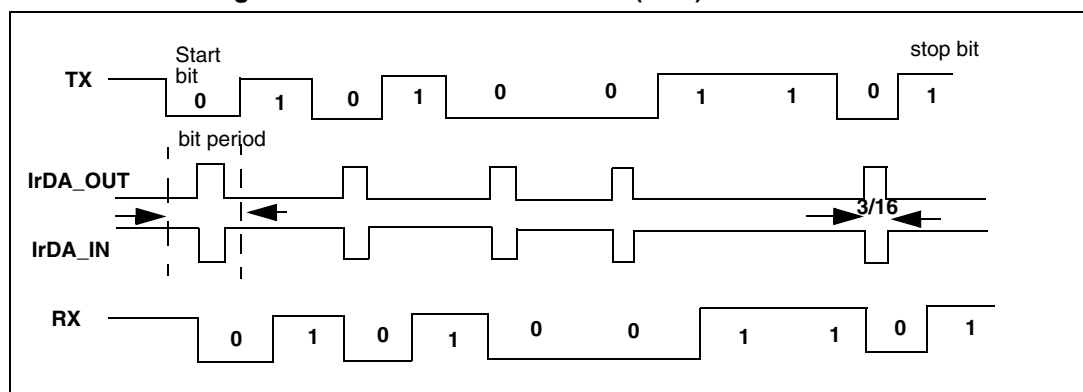 Start
bit
stop bit
TX
0 1 0 1 0 0 1 1 0 1
bit period
IrDA_OUT
3/16
IrDA_IN
RX
0 1 0 1 0 0 1 1 0 1